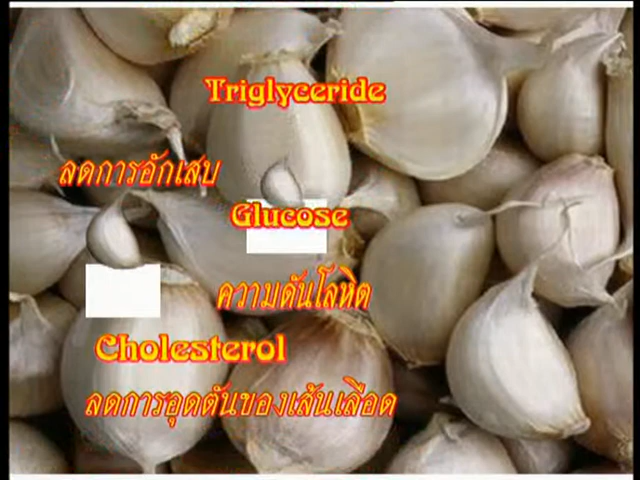 Triglyceride
ลดการอักเสบ
Glucose
ความดันโลหิต
Cholesterol
ลดการอุดตันของเส้นเลือด